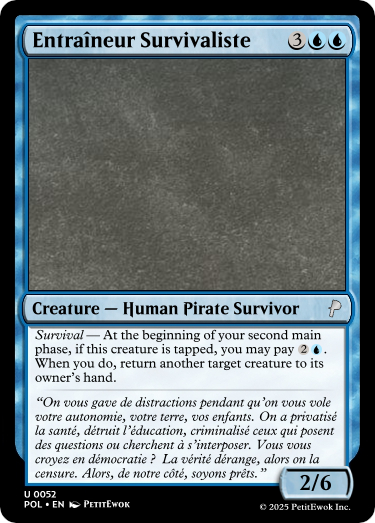 Entraîneur Survivaliste 3
Creature — Human Pirate Survivor
Survival — At the beginning of your second main
phase, if this creature is tapped, you may pay 2 .
When you do, return another target creature to its
owner's hand.
“On vous gave de distractions pendant qu'on vous vole
votre autonomie, votre terre, vos enfants. On a privatisé
la santé, détruit l'éducation, criminalisé ceux qui posent
des questions ou cherchent à s'interposer. Vous vous
croyez en démocratie ? La vérité dérange, alors on la
censure. Alors, de notre côté, soyons prêts.”
2/6
U 0052
POL • EN PetitEwok
© 2025 PetitEwok Inc.